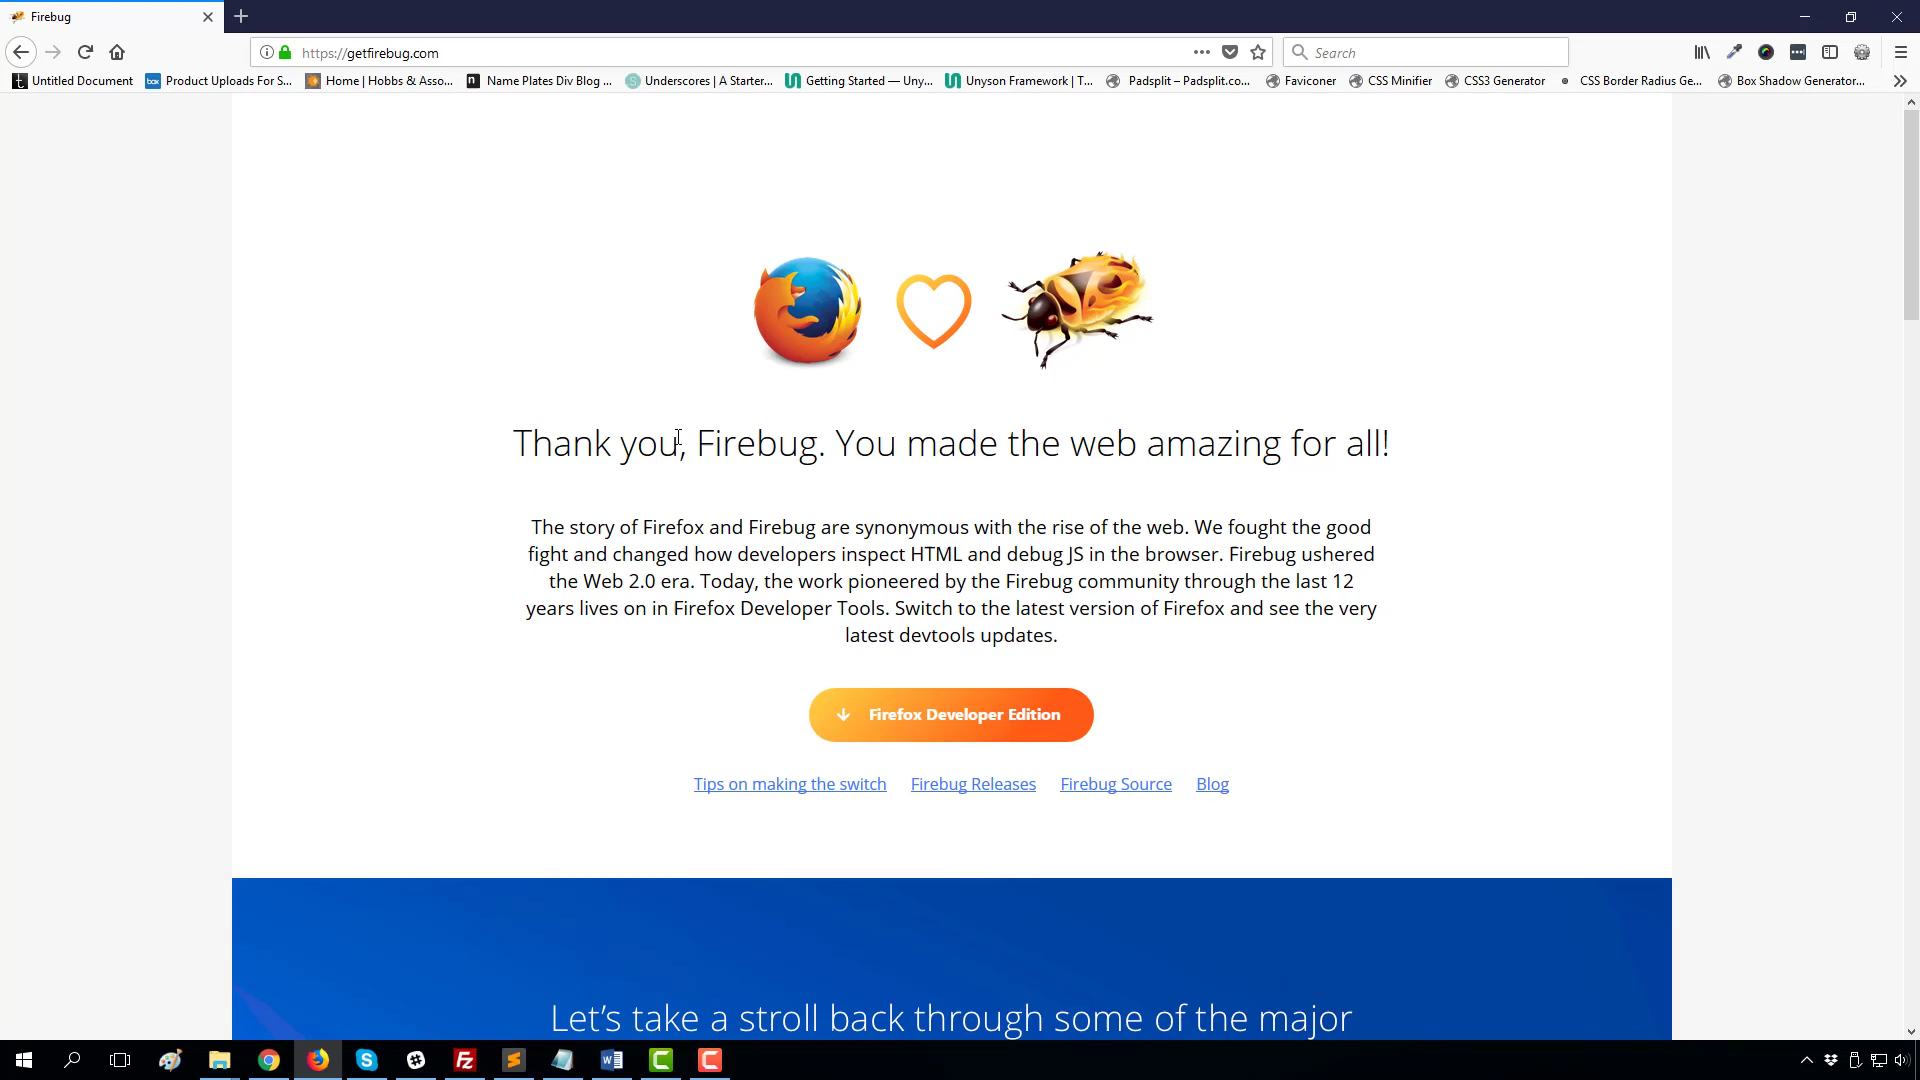 Firebug
https://getfirebug.com
Search
Untitled Document
Product Uploads For S...
Home | Hobbs & Asso...
Name Plates Div Blog ...
Underscores | A Starter...
Getting Started — Uny...
Unyson Framework | T...
Padsplit – Padsplit.co...
Faviconer
CSS Minifier
CSS3 Generator
CSS Border Radius Ge...
Box Shadow Generator...
Thank you, Firebug. You made the web amazing for all!
The story of Firefox and Firebug are synonymous with the rise of the web. We fought the good
fight and changed how developers inspect HTML and debug JS in the browser. Firebug ushered
the Web 2.0 era. Today, the work pioneered by the Firebug community through the last 12
years lives on in Firefox Developer Tools. Switch to the latest version of Firefox and see the very
latest devtools updates.
Firefox Developer Edition
Tips on making the switch
Firebug Releases
Firebug Source
Blog
Let's take a stroll back through some of the major